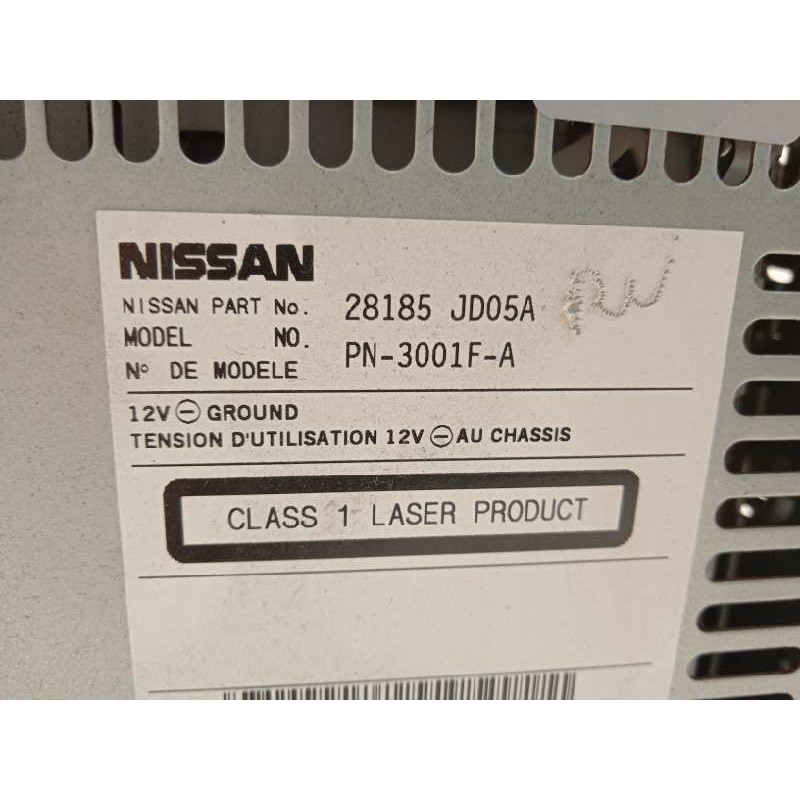 NISSAN
NISSAN PART No. 28185 JD05A
MODEL NO. PN-3001F-A
Nº DE MODELE
12V ⊖ GROUND
TENSION D'UTILISATION 12V ⊖ AU CHASSIS
CLASS 1 LASER PRODUCT